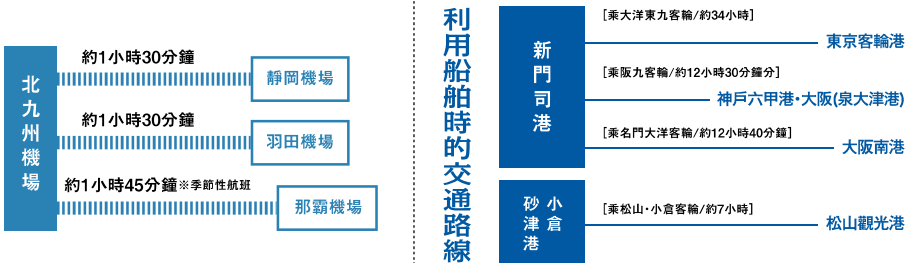 北九州機場
約1小時30分鐘
靜岡機場
約1小時30分鐘
羽田機場
約1小時45分鐘※季節性航班
那霸機場
利用船舶時的交通路線
新門司港
[乘大洋東九客輪/約34小時]
東京客輪港
[乘阪九客輪/約12小時30分鐘分]
神戶六甲港・大阪(泉大津港)
[乘名門大洋客輪/約12小時40分鐘]
大阪南港
小倉
砂津港
[乘松山・小倉客輪/約7小時]
松山觀光港